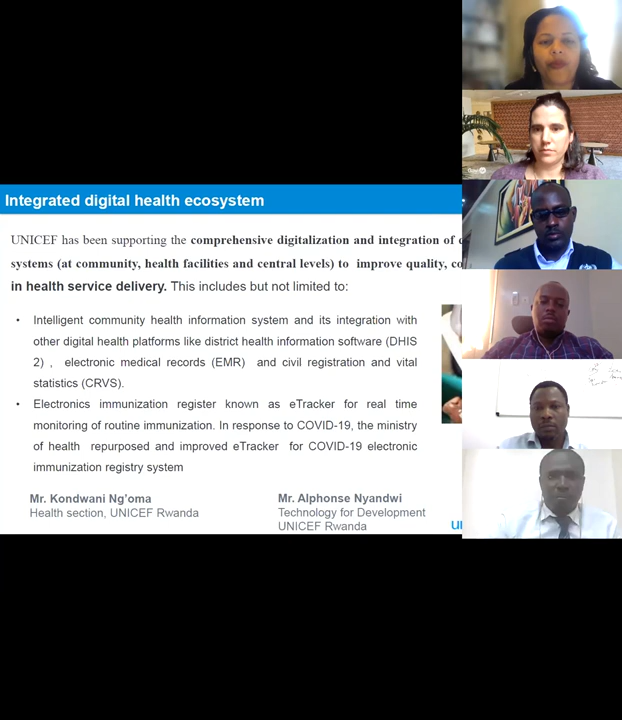 Integrated digital health ecosystem
UNICEF has been supporting the comprehensive digitalization and integration of
systems (at community, health facilities and central levels) to improve quality,
in health service delivery. This includes but not limited to:
• Intelligent community health information system and its integration with
other digital health platforms like district health information software (DHIS
2) , electronic medical records (EMR) and civil registration and vital
statistics (CRVS).
• Electronics immunization register known as eTracker for real time
monitoring of routine immunization. In response to COVID-19, the ministry
of health repurposed and improved eTracker for COVID-19 electronic
immunization registry system
Mr. Kondwani Ng'oma
Health section, UNICEF Rwanda
Mr. Alphonse Nyandwi
Technology for Development
UNICEF Rwanda